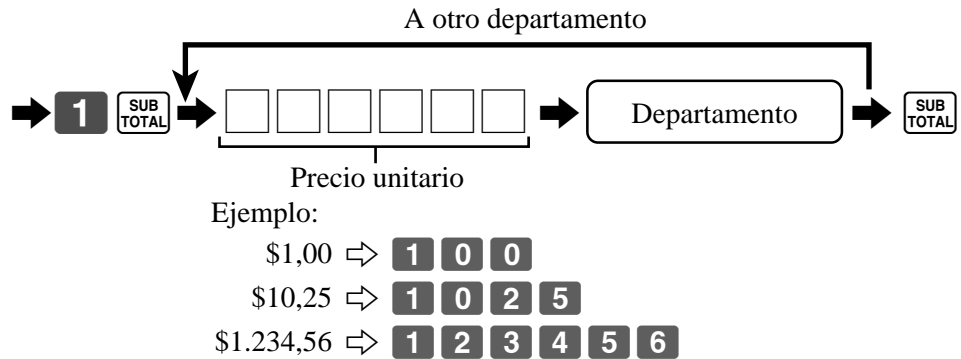 A otro departamento
1 SUB TOTAL Departamento SUB TOTAL
Precio unitario
Ejemplo:
$1,00 ⇨ 1 0 0
$10,25 ⇨ 1 0 2 5
$1.234,56 ⇨ 1 2 3 4 5 6